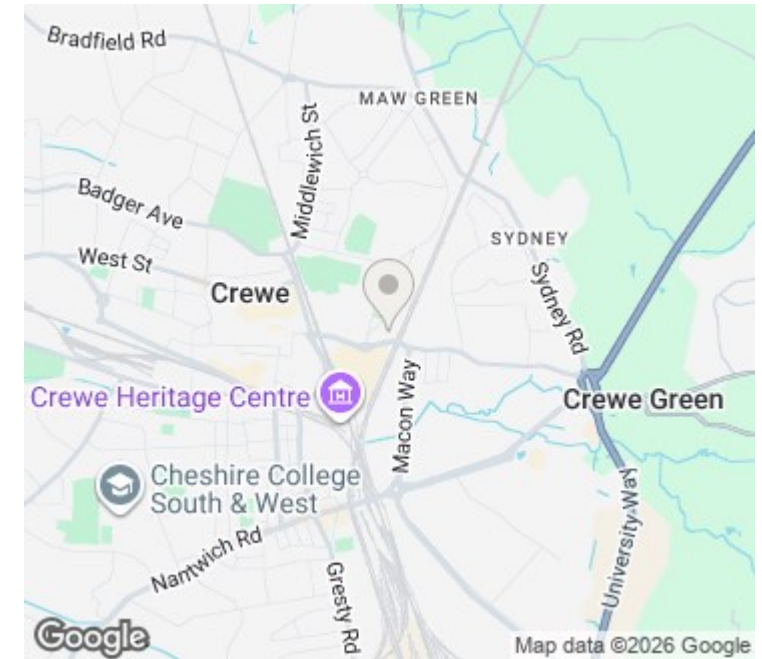 Bradfield Rd
MAW GREEN
Middlewich St
Badger Ave
SYDNEY
West St
Sydney Rd
Crewe
Macon Way
Crewe Heritage Centre
Crewe Green
Cheshire College
South & West
University Way
Nantwich Rd
Gresty Rd
Google
Map data ©2026 Google